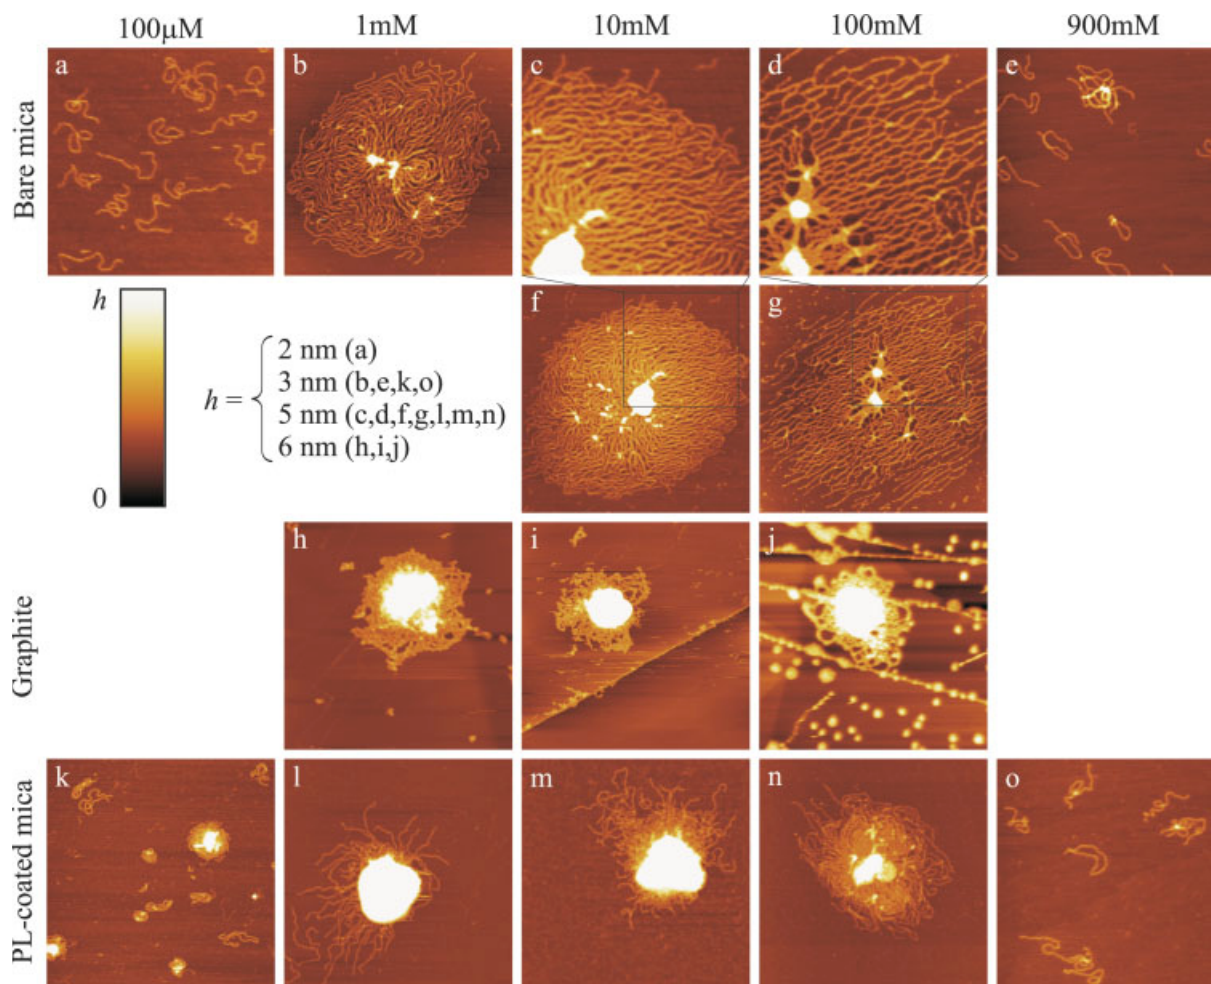 100μM 1mM 10mM 100mM 900mM
Bare mica
a b c d e
f g
h
0
h =
2 nm (a)
3 nm (b,e,k,o)
5 nm (c,d,f,g,l,m,n)
6 nm (h,i,j)
Graphite
h i j
PL-coated mica
k l m n o